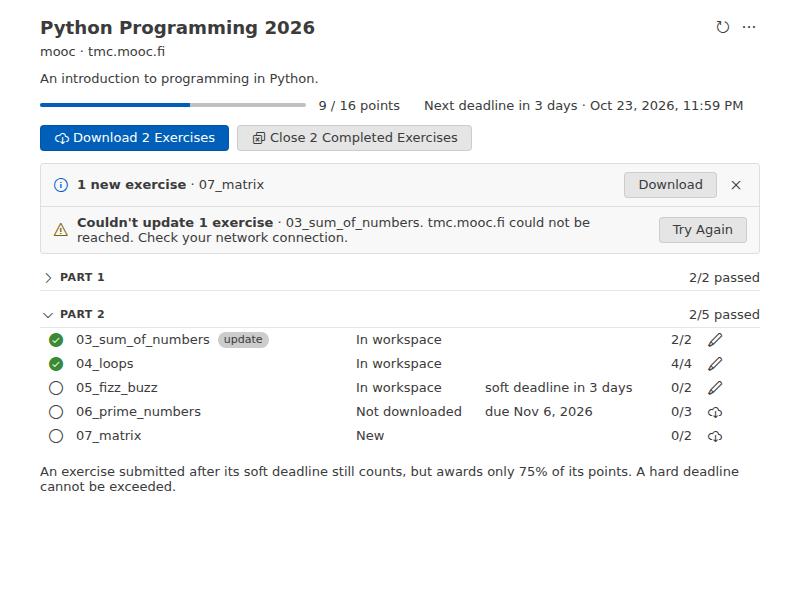 Python Programming 2026
mooc · tmc.mooc.fi
An introduction to programming in Python.
9 / 16 points Next deadline in 3 days · Oct 23, 2026, 11:59 PM
Download 2 Exercises Close 2 Completed Exercises
1 new exercise · 07_matrix Download
Couldn't update 1 exercise · 03_sum_of_numbers. tmc.mooc.fi could not be
reached. Check your network connection.
Try Again
PART 1 2/2 passed
PART 2 2/5 passed
03_sum_of_numbers update In workspace 2/2
04_loops In workspace 4/4
05_fizz_buzz In workspace soft deadline in 3 days 0/2
06_prime_numbers Not downloaded due Nov 6, 2026 0/3
07_matrix New 0/2
An exercise submitted after its soft deadline still counts, but awards only 75% of its points. A hard deadline
cannot be exceeded.